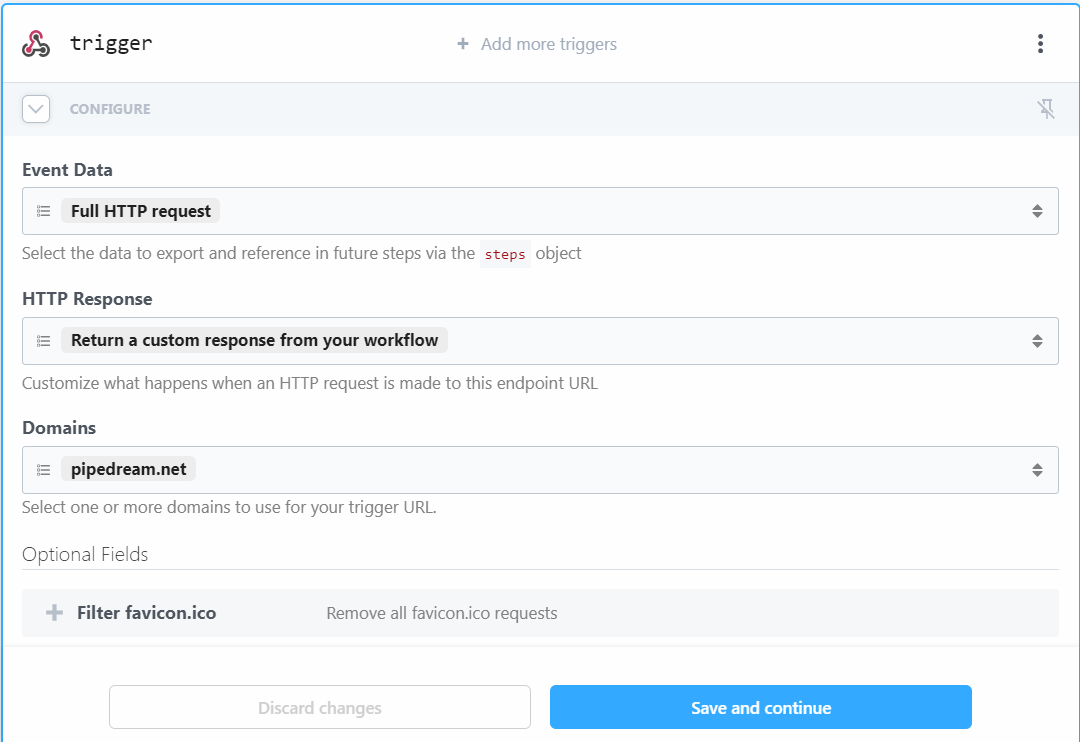 trigger
Add more triggers
CONFIGURE
Event Data
Full HTTP request
Select the data to export and reference in future steps via the steps object
HTTP Response
Return a custom response from your workflow
Customize what happens when an HTTP request is made to this endpoint URL
Domains
pipedream.net
Select one or more domains to use for your trigger URL.
Optional Fields
Filter favicon.ico Remove all favicon.ico requests
Discard changes Save and continue